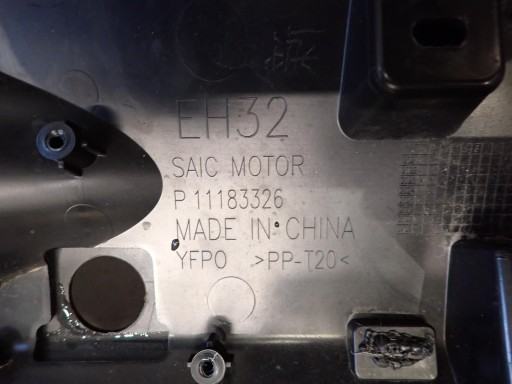 EH32
SAIC MOTOR
P 11183326
MADE IN CHINA
YFPO >PP-T20<